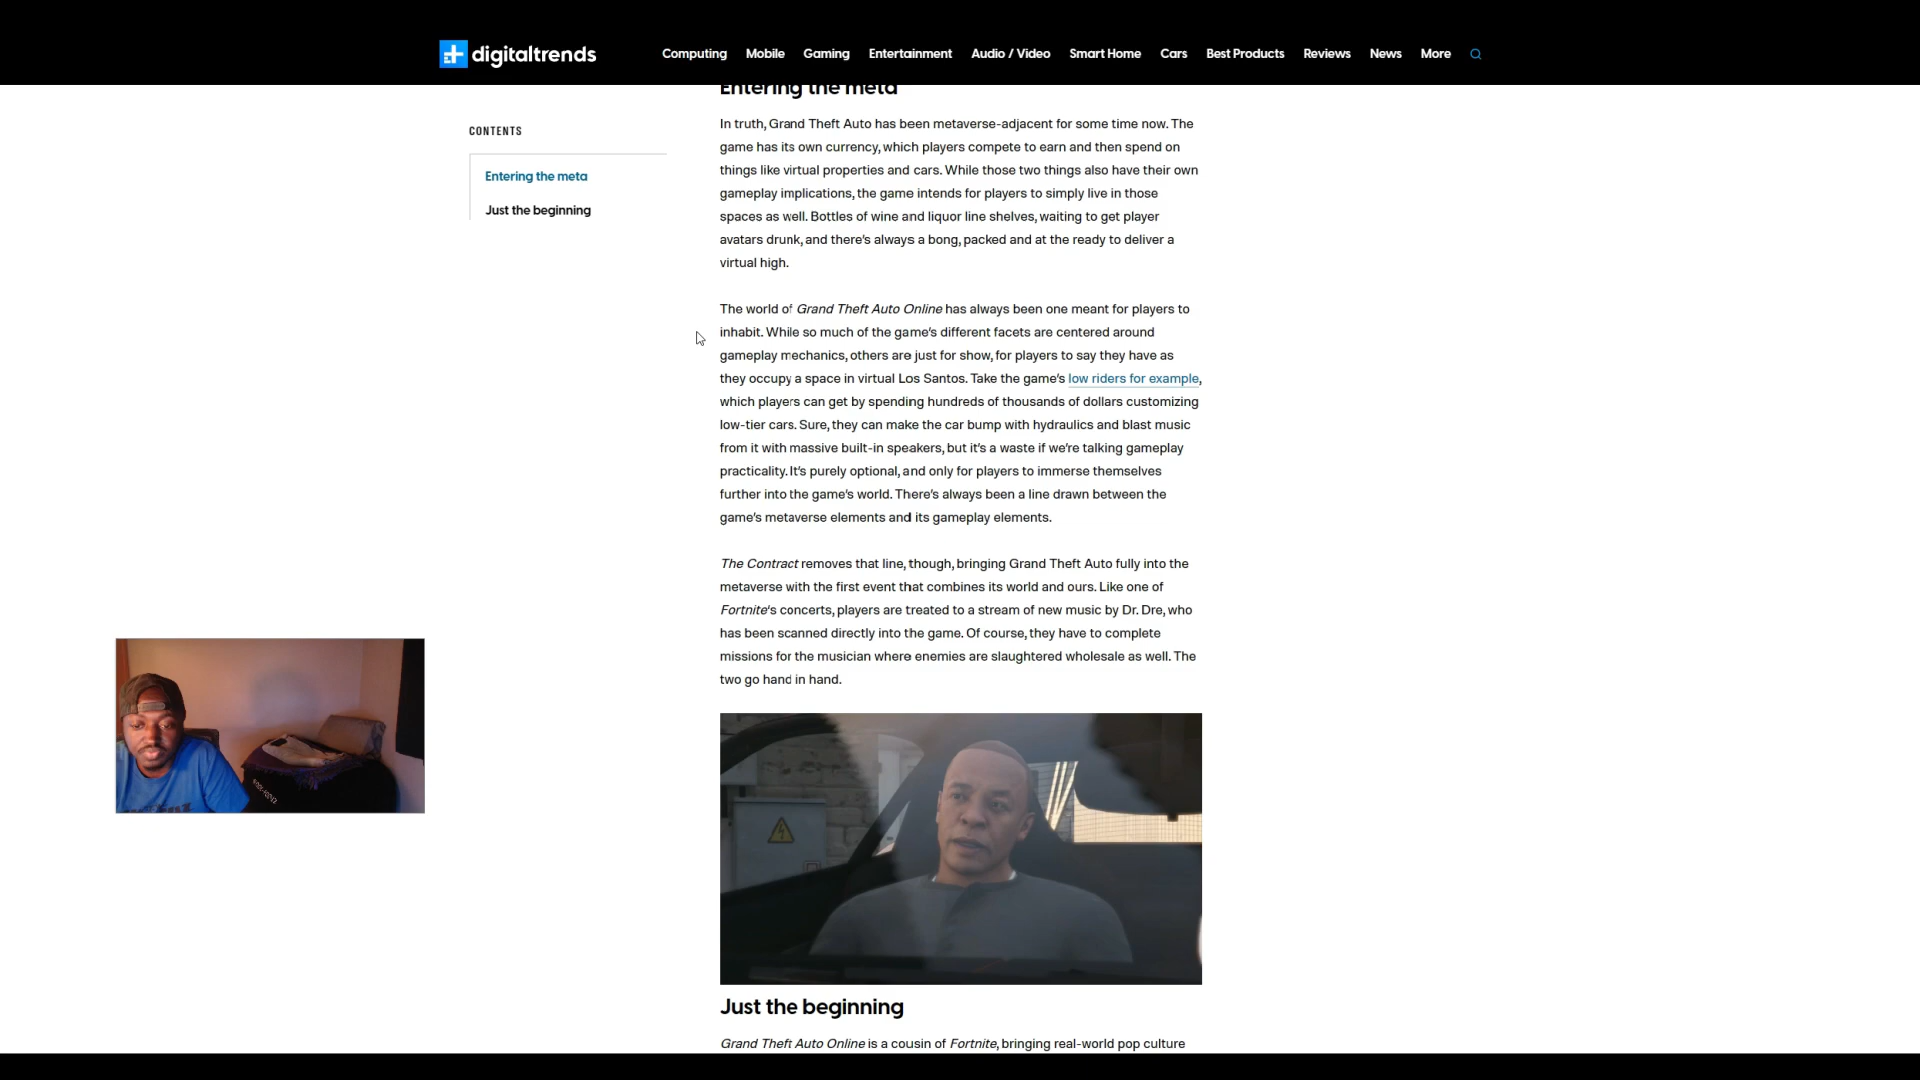 digitaltrends
Computing Mobile Gaming Entertainment Audio / Video Smart Home Cars Best Products Reviews News More
CONTENTS
Entering the meta
Just the beginning
Entering the meta
In truth, Grand Theft Auto has been metaverse-adjacent for some time now. The
game has its own currency, which players compete to earn and then spend on
things like virtual properties and cars. While those two things also have their own
gameplay implications, the game intends for players to simply live in those
spaces as well. Bottles of wine and liquor line shelves, waiting to get player
avatars drunk, and there's always a bong, packed and at the ready to deliver a
virtual high.
The world of Grand Theft Auto Online has always been one meant for players to
inhabit. While so much of the game's different facets are centered around
gameplay mechanics, others are just for show, for players to say they have as
they occupy a space in virtual Los Santos. Take the game's low riders for example,
which players can get by spending hundreds of thousands of dollars customizing
low-tier cars. Sure, they can make the car bump with hydraulics and blast music
from it with massive built-in speakers, but it's a waste if we're talking gameplay
practicality. It's purely optional, and only for players to immerse themselves
further into the game's world. There's always been a line drawn between the
game's metaverse elements and its gameplay elements.
The Contract removes that line, though, bringing Grand Theft Auto fully into the
metaverse with the first event that combines its world and ours. Like one of
Fortnite's concerts, players are treated to a stream of new music by Dr. Dre, who
has been scanned directly into the game. Of course, they have to complete
missions for the musician where enemies are slaughtered wholesale as well. The
two go hand in hand.
Just the beginning
Grand Theft Auto Online is a cousin of Fortnite, bringing real-world pop culture